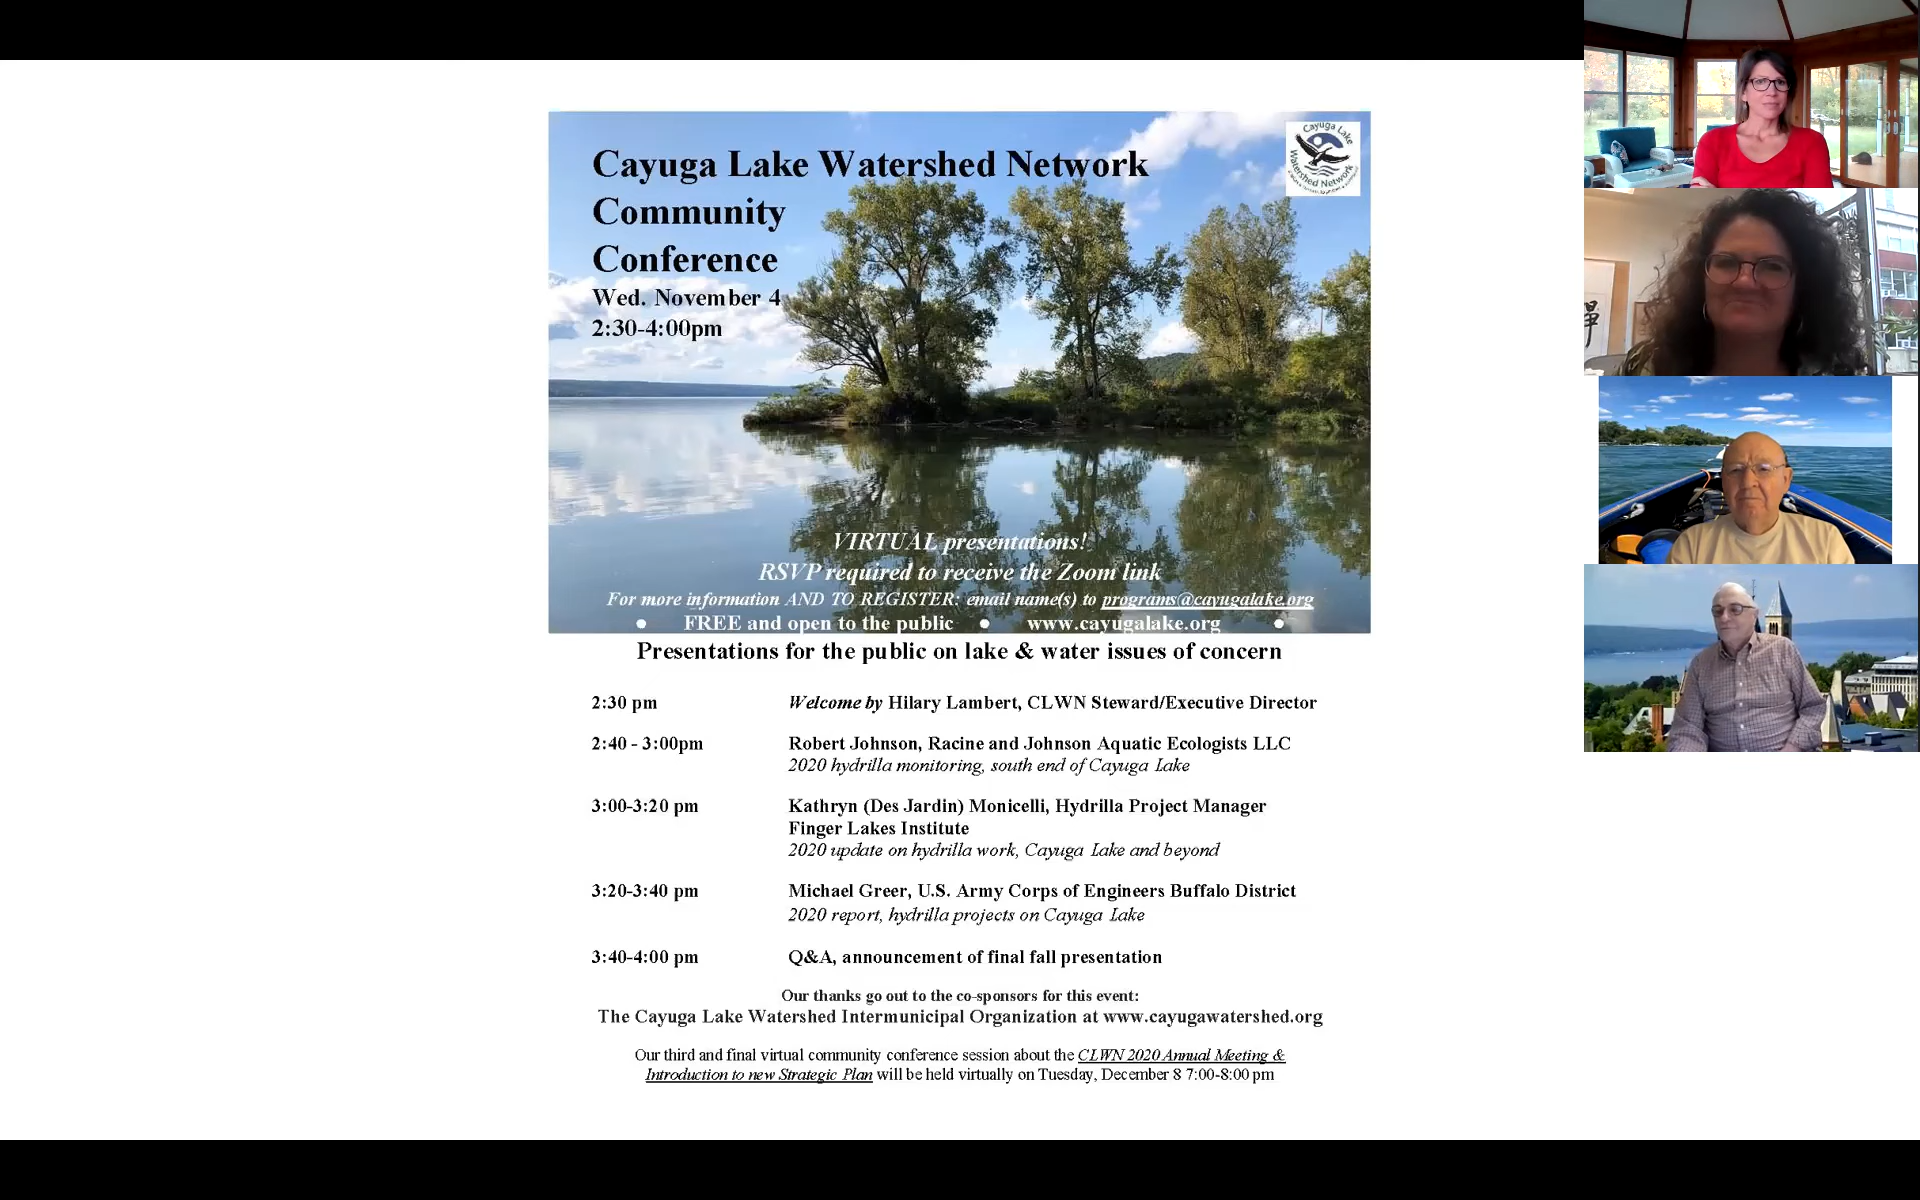 Cayuga Lake Watershed Network
Community
Conference
Wed. November 4
2:30-4:00pm
Cayuga Lake
Watershed Network
VIRTUAL presentations!
RSVP required to receive the Zoom link
For more information AND TO REGISTER: email name(s) to programs@cayugalake.org
● FREE and open to the public ● www.cayugalake.org ●
Presentations for the public on lake & water issues of concern
2:30 pm Welcome by Hilary Lambert, CLWN Steward/Executive Director
2:40 - 3:00pm Robert Johnson, Racine and Johnson Aquatic Ecologists LLC
2020 hydrilla monitoring, south end of Cayuga Lake
3:00-3:20 pm Kathryn (Des Jardin) Monicelli, Hydrilla Project Manager
Finger Lakes Institute
2020 update on hydrilla work, Cayuga Lake and beyond
3:20-3:40 pm Michael Greer, U.S. Army Corps of Engineers Buffalo District
2020 report, hydrilla projects on Cayuga Lake
3:40-4:00 pm Q&A, announcement of final fall presentation
Our thanks go out to the co-sponsors for this event:
The Cayuga Lake Watershed Intermunicipal Organization at www.cayugawatershed.org
Our third and final virtual community conference session about the CLWN 2020 Annual Meeting &
Introduction to new Strategic Plan will be held virtually on Tuesday, December 8 7:00-8:00 pm